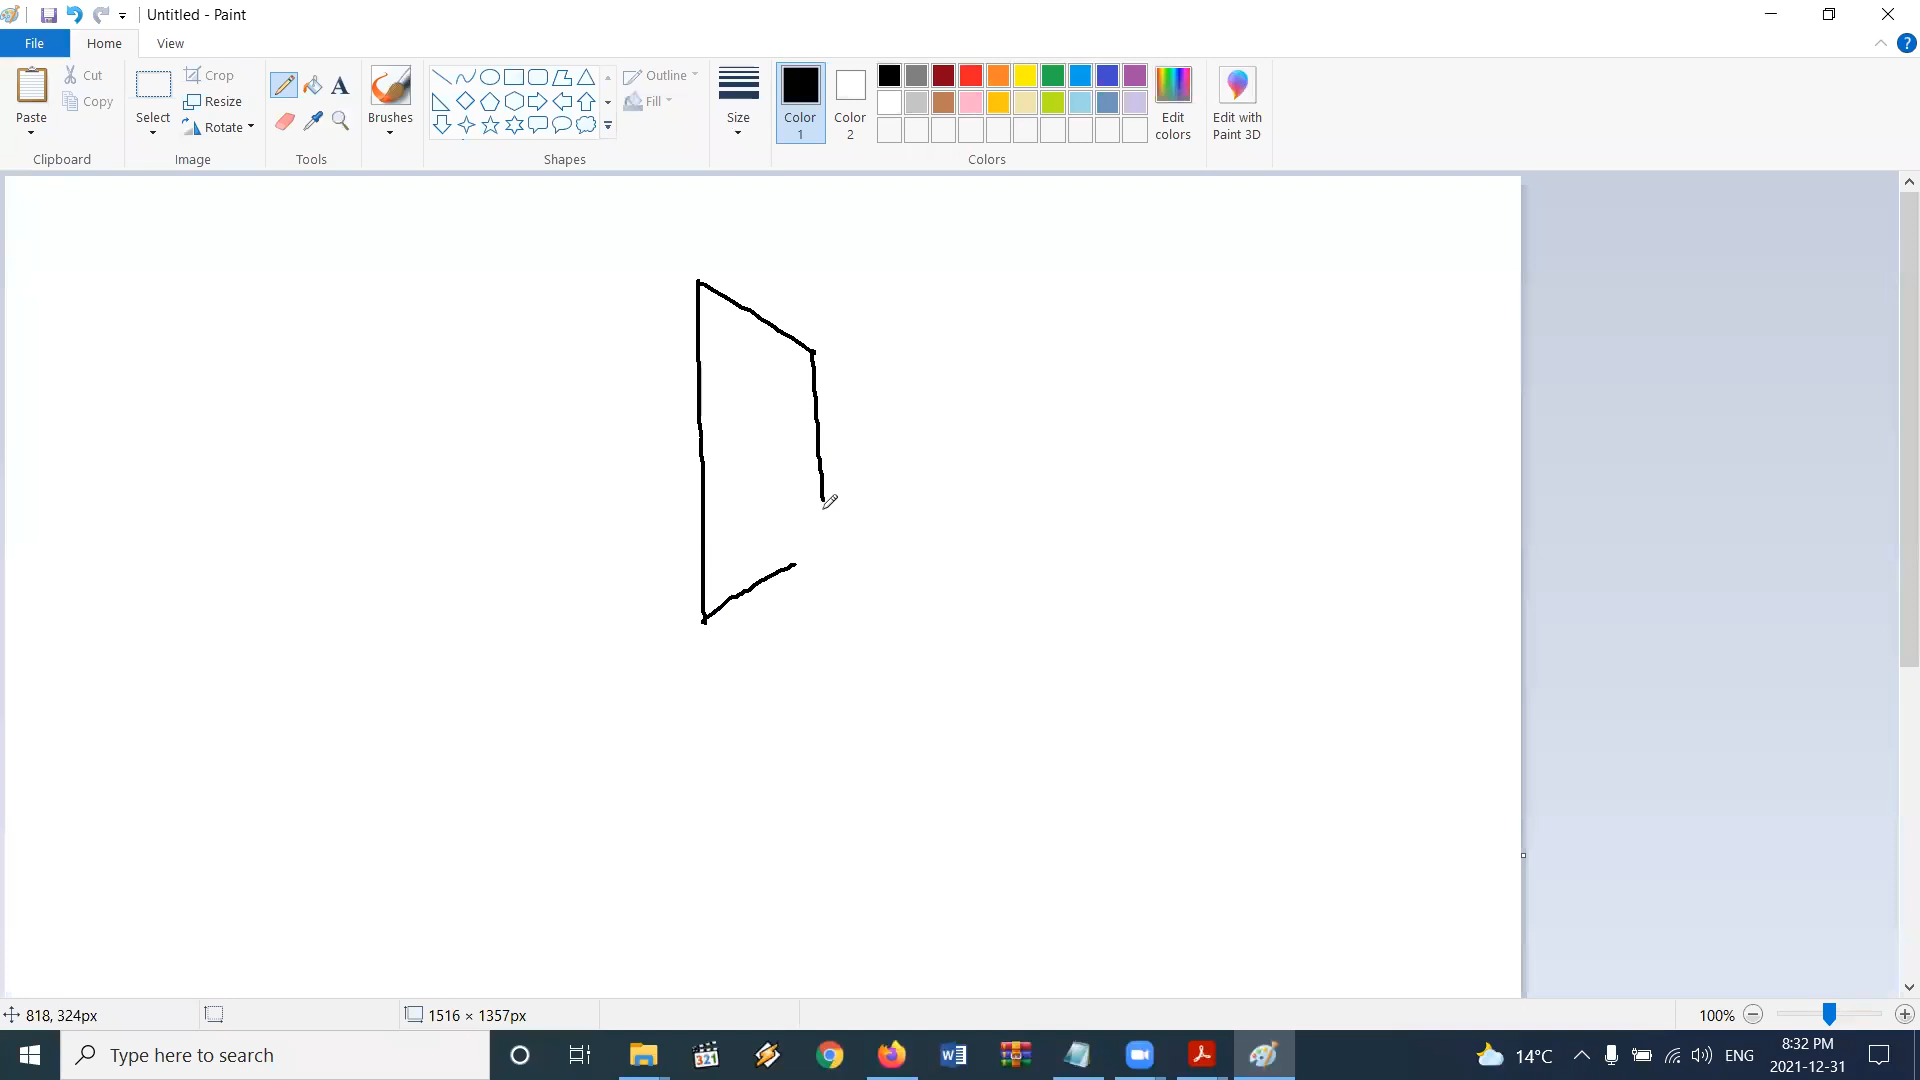 Untitled - Paint
File Home View
Paste
Cut
Copy
Clipboard
Select
Crop
Resize
Rotate
Image
A
Tools
Brushes
Outline
Fill
Shapes
Size
Color 1
Color 2
Edit colors
Colors
Edit with Paint 3D
818, 324px
1516 × 1357px
100%
Type here to search
321
14°C
ENG
8:32 PM
2021-12-31